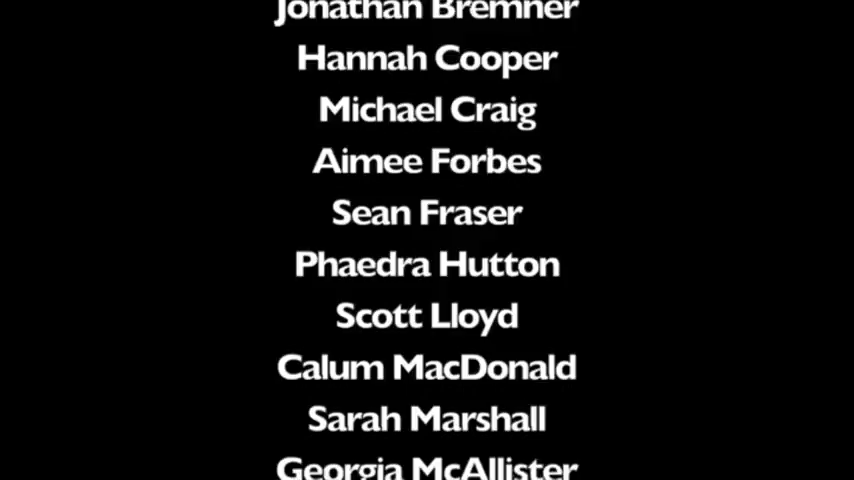 Jonathan Bremner
Hannah Cooper
Michael Craig
Aimee Forbes
Sean Fraser
Phaedra Hutton
Scott Lloyd
Calum MacDonald
Sarah Marshall
Georgia McAllister